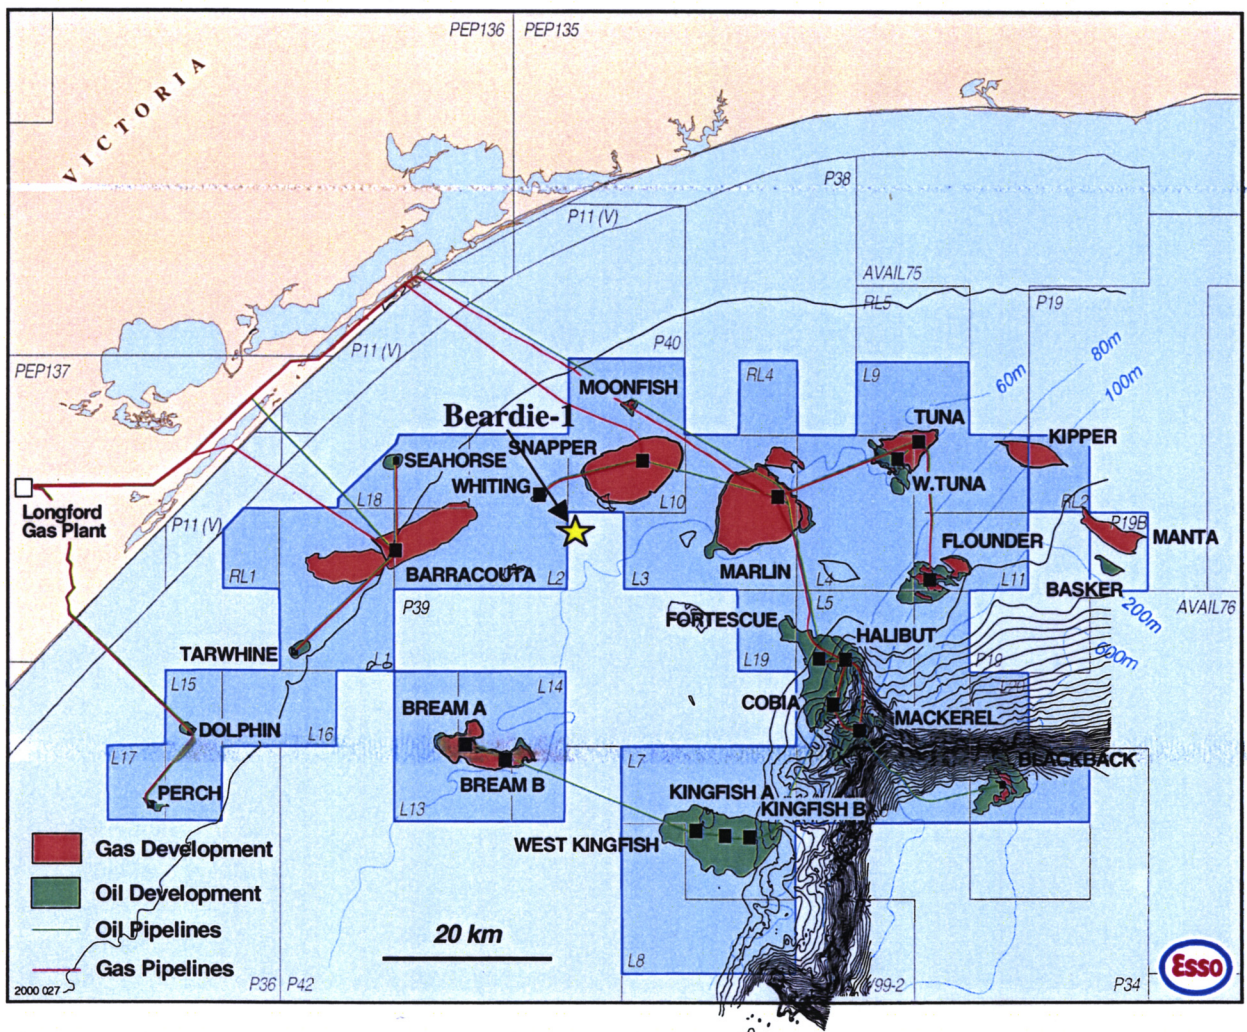 PEP136
PEP135
VICTORIA
P38
P11 (V)
AVAIL75
RL5
P19
P40
80m
P11 (V)
PEP137
60m
100m
RL4
L9
MOONFISH
Beardie-1
TUNA
KIPPER
SNAPPER
SEAHORSE
WHITING
W.TUNA
L18
L10
RL2
P11 (V)
P19B
MANTA
Longford
Gas Plant
FLOUNDER
RL1
BARRACOUTA
L2
L3
MARLIN
L4
L11
BASKER
P39
L5
200m
AVAIL76
FORTESCUE
HALIBUT
TARWHINE
L1
L19
P19
600m
L15
L14
COBIA
BREAM A
MACKEREL
DOLPHIN
L16
L17
L7
BLACKBACK
BREAM B
KINGFISH A
PERCH
KINGFISH B
L13
WEST KINGFISH
Gas Development
Oil Development
Oil Pipelines
Gas Pipelines
20 km
L8
Esso
2000 027
P36
P42
V99-2
P34